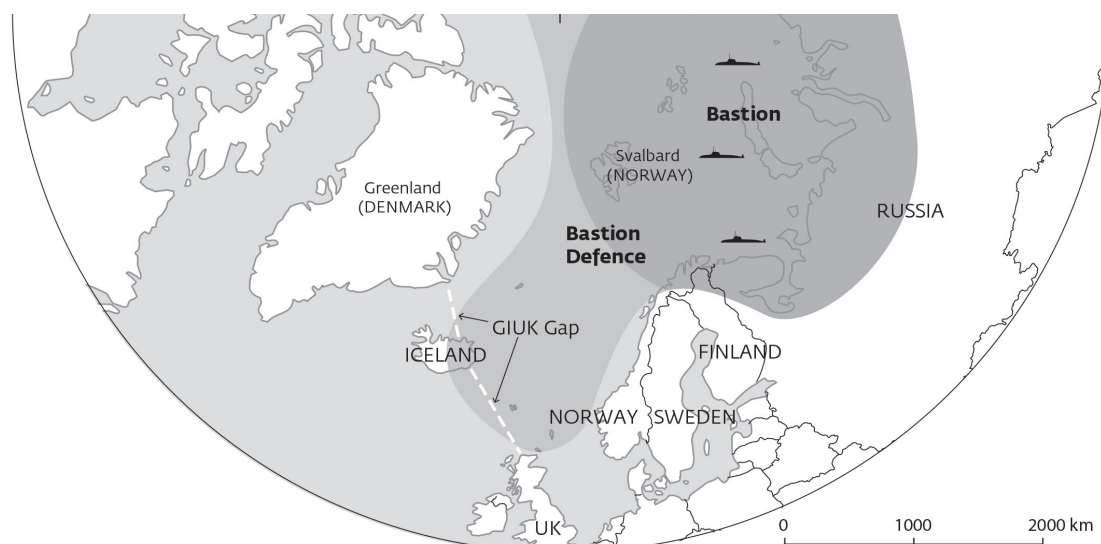 Bastion
Svalbard
(NORWAY)
Greenland
(DENMARK)
RUSSIA
Bastion
Defence
GIUK Gap
ICELAND
FINLAND
NORWAY
SWEDEN
UK
0
1000
2000 km